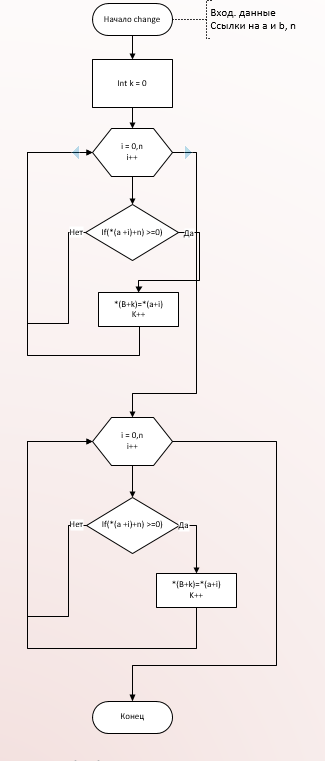 Начало change
Вход. данные
Ссылки на a и b, n
Int k = 0
i = 0,n
i++
If(*(a +i)+n) >=0)
Нет
Да
*(B+k)=*(a+i)
K++
i = 0,n
i++
If(*(a +i)+n) >=0)
Нет
Да
*(B+k)=*(a+i)
K++
Конец